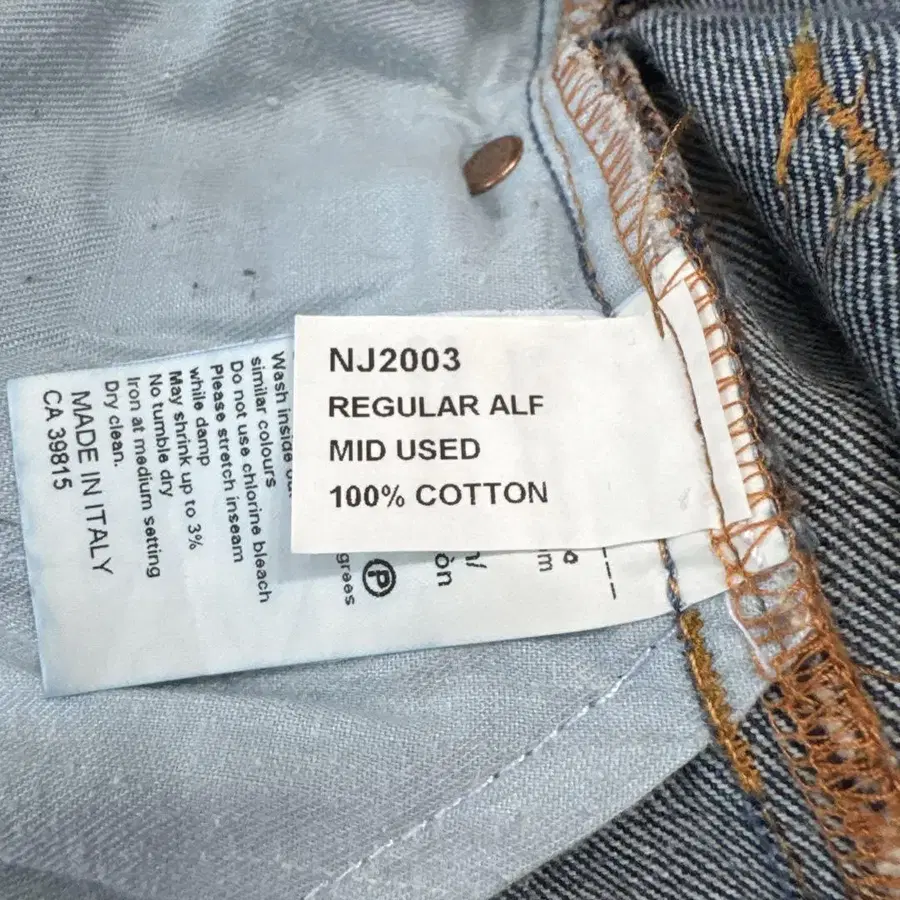 NJ2003
REGULAR ALF
MID USED
100% COTTON
Wash inside
similar colours
Do not use chlorine bleach
Please stretch inseam
while damp
May shrink up to 3%
No tumble dry
Iron at medium setting
Dry clean.
MADE IN ITALY
CA 39815
P